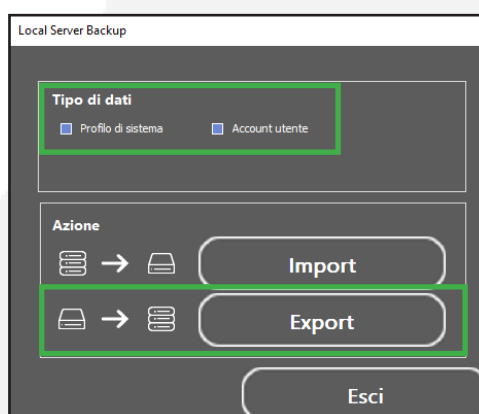 Local Server Backup
Tipo di dati
Profilo di sistema Account utente
Azione
Import
Export
Esci